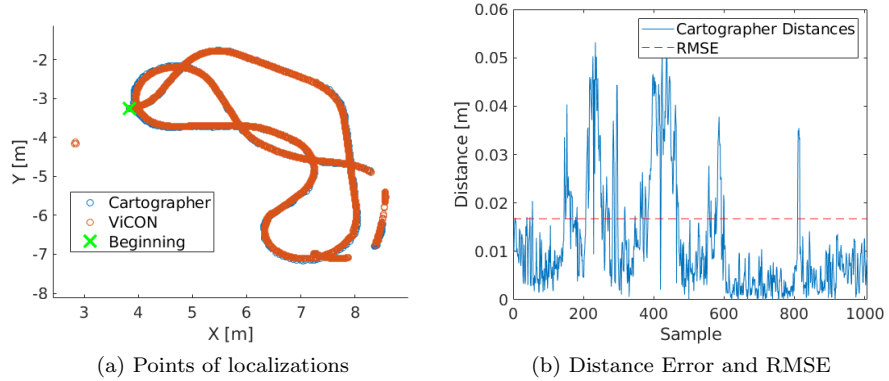 -2
-3
-4
-5
-6
-7
-8
Y [m]
Cartographer
ViCON
Beginning
3 4 5 6 7 8
X [m]
(a) Points of localizations
0.06
0.05
0.04
0.03
0.02
0.01
0
Distance [m]
Cartographer Distances
RMSE
0 200 400 600 800 1000
Sample
(b) Distance Error and RMSE